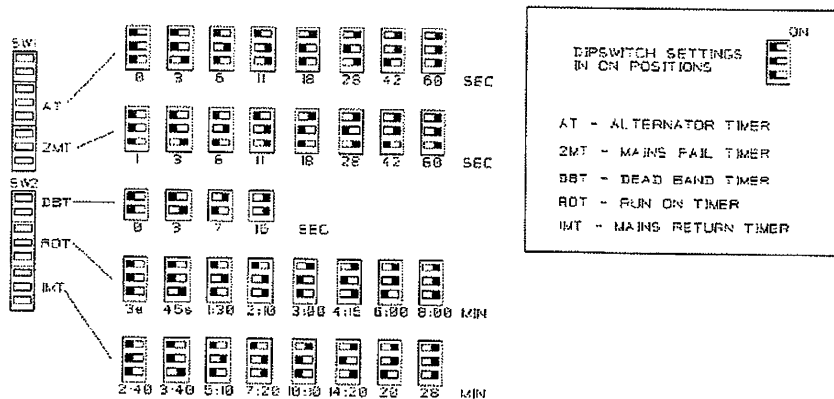 SW1
AT
2MT
SW2
DBT
ROT
IMT
0 3 6 11 18 28 42 60 SEC
1 3 6 11 18 28 42 60 SEC
0 3 7 15 SEC
3s 45s 1:30 2:10 3:00 4:15 6:00 8:00 MIN
2:40 3:40 5:10 7:20 10:10 14:20 20 28 MIN
ON
DIPSWITCH SETTINGS
IN ON POSITIONS
AT - ALTERNATOR TIMER
2MT - MAINS FAIL TIMER
DBT - DEAD BAND TIMER
ROT - RUN ON TIMER
IMT - MAINS RETURN TIMER